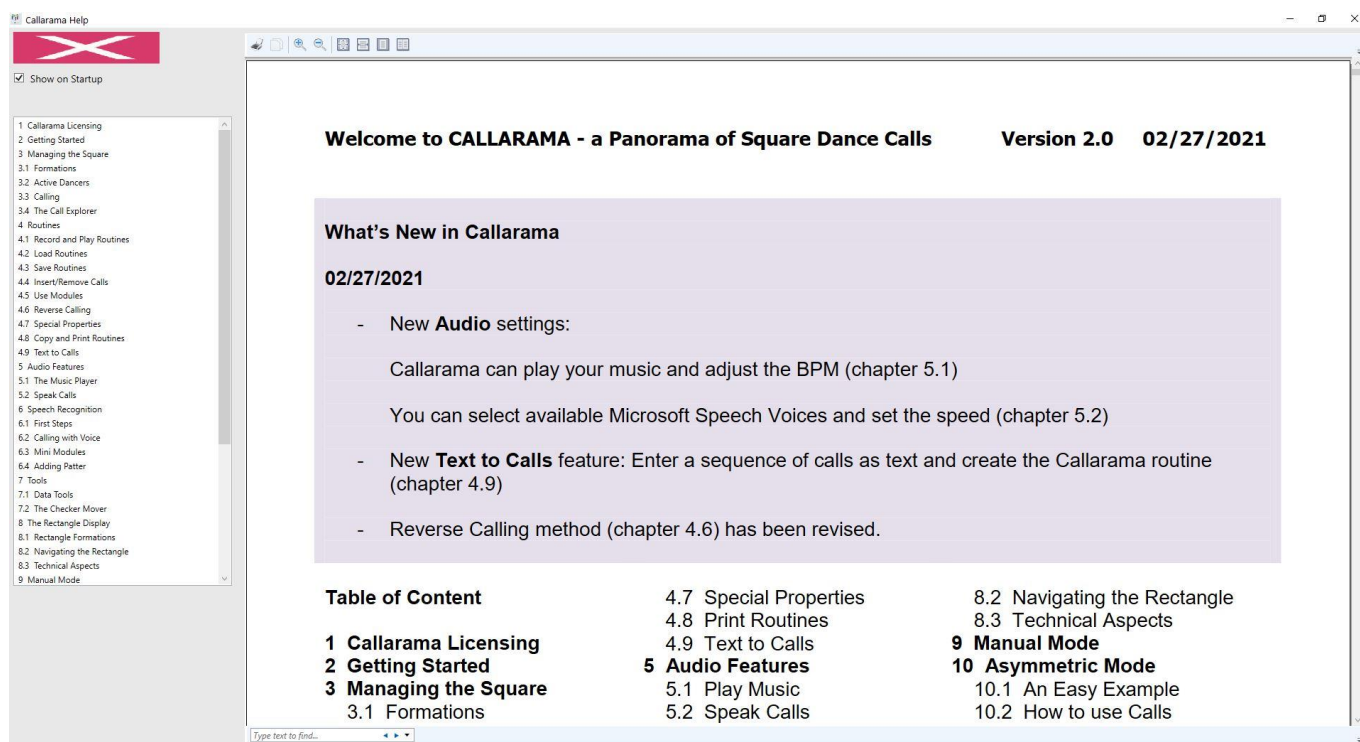 Callarama Help
Show on Startup
1 Callarama Licensing
2 Getting Started
3 Managing the Square
3.1 Formations
3.2 Active Dancers
3.3 Calling
3.4 The Call Explorer
4 Routines
4.1 Record and Play Routines
4.2 Load Routines
4.3 Save Routines
4.4 Insert/Remove Calls
4.5 Use Modules
4.6 Reverse Calling
4.7 Special Properties
4.8 Copy and Print Routines
4.9 Text to Calls
5 Audio Features
5.1 The Music Player
5.2 Speak Calls
6 Speech Recognition
6.1 First Steps
6.2 Calling with Voice
6.3 Mini Modules
6.4 Adding Patter
7 Tools
7.1 Data Tools
7.2 The Checker Mover
8 The Rectangle Display
8.1 Rectangle Formations
8.2 Navigating the Rectangle
8.3 Technical Aspects
9 Manual Mode
Welcome to CALLARAMA - a Panorama of Square Dance Calls Version 2.0 02/27/2021
What's New in Callarama
02/27/2021
- New Audio settings:
Callarama can play your music and adjust the BPM (chapter 5.1)
You can select available Microsoft Speech Voices and set the speed (chapter 5.2)
- New Text to Calls feature: Enter a sequence of calls as text and create the Callarama routine
(chapter 4.9)
- Reverse Calling method (chapter 4.6) has been revised.
Table of Content
1 Callarama Licensing
2 Getting Started
3 Managing the Square
3.1 Formations
4.7 Special Properties
4.8 Print Routines
4.9 Text to Calls
5 Audio Features
5.1 Play Music
5.2 Speak Calls
8.2 Navigating the Rectangle
8.3 Technical Aspects
9 Manual Mode
10 Asymmetric Mode
10.1 An Easy Example
10.2 How to use Calls
Type text to find...